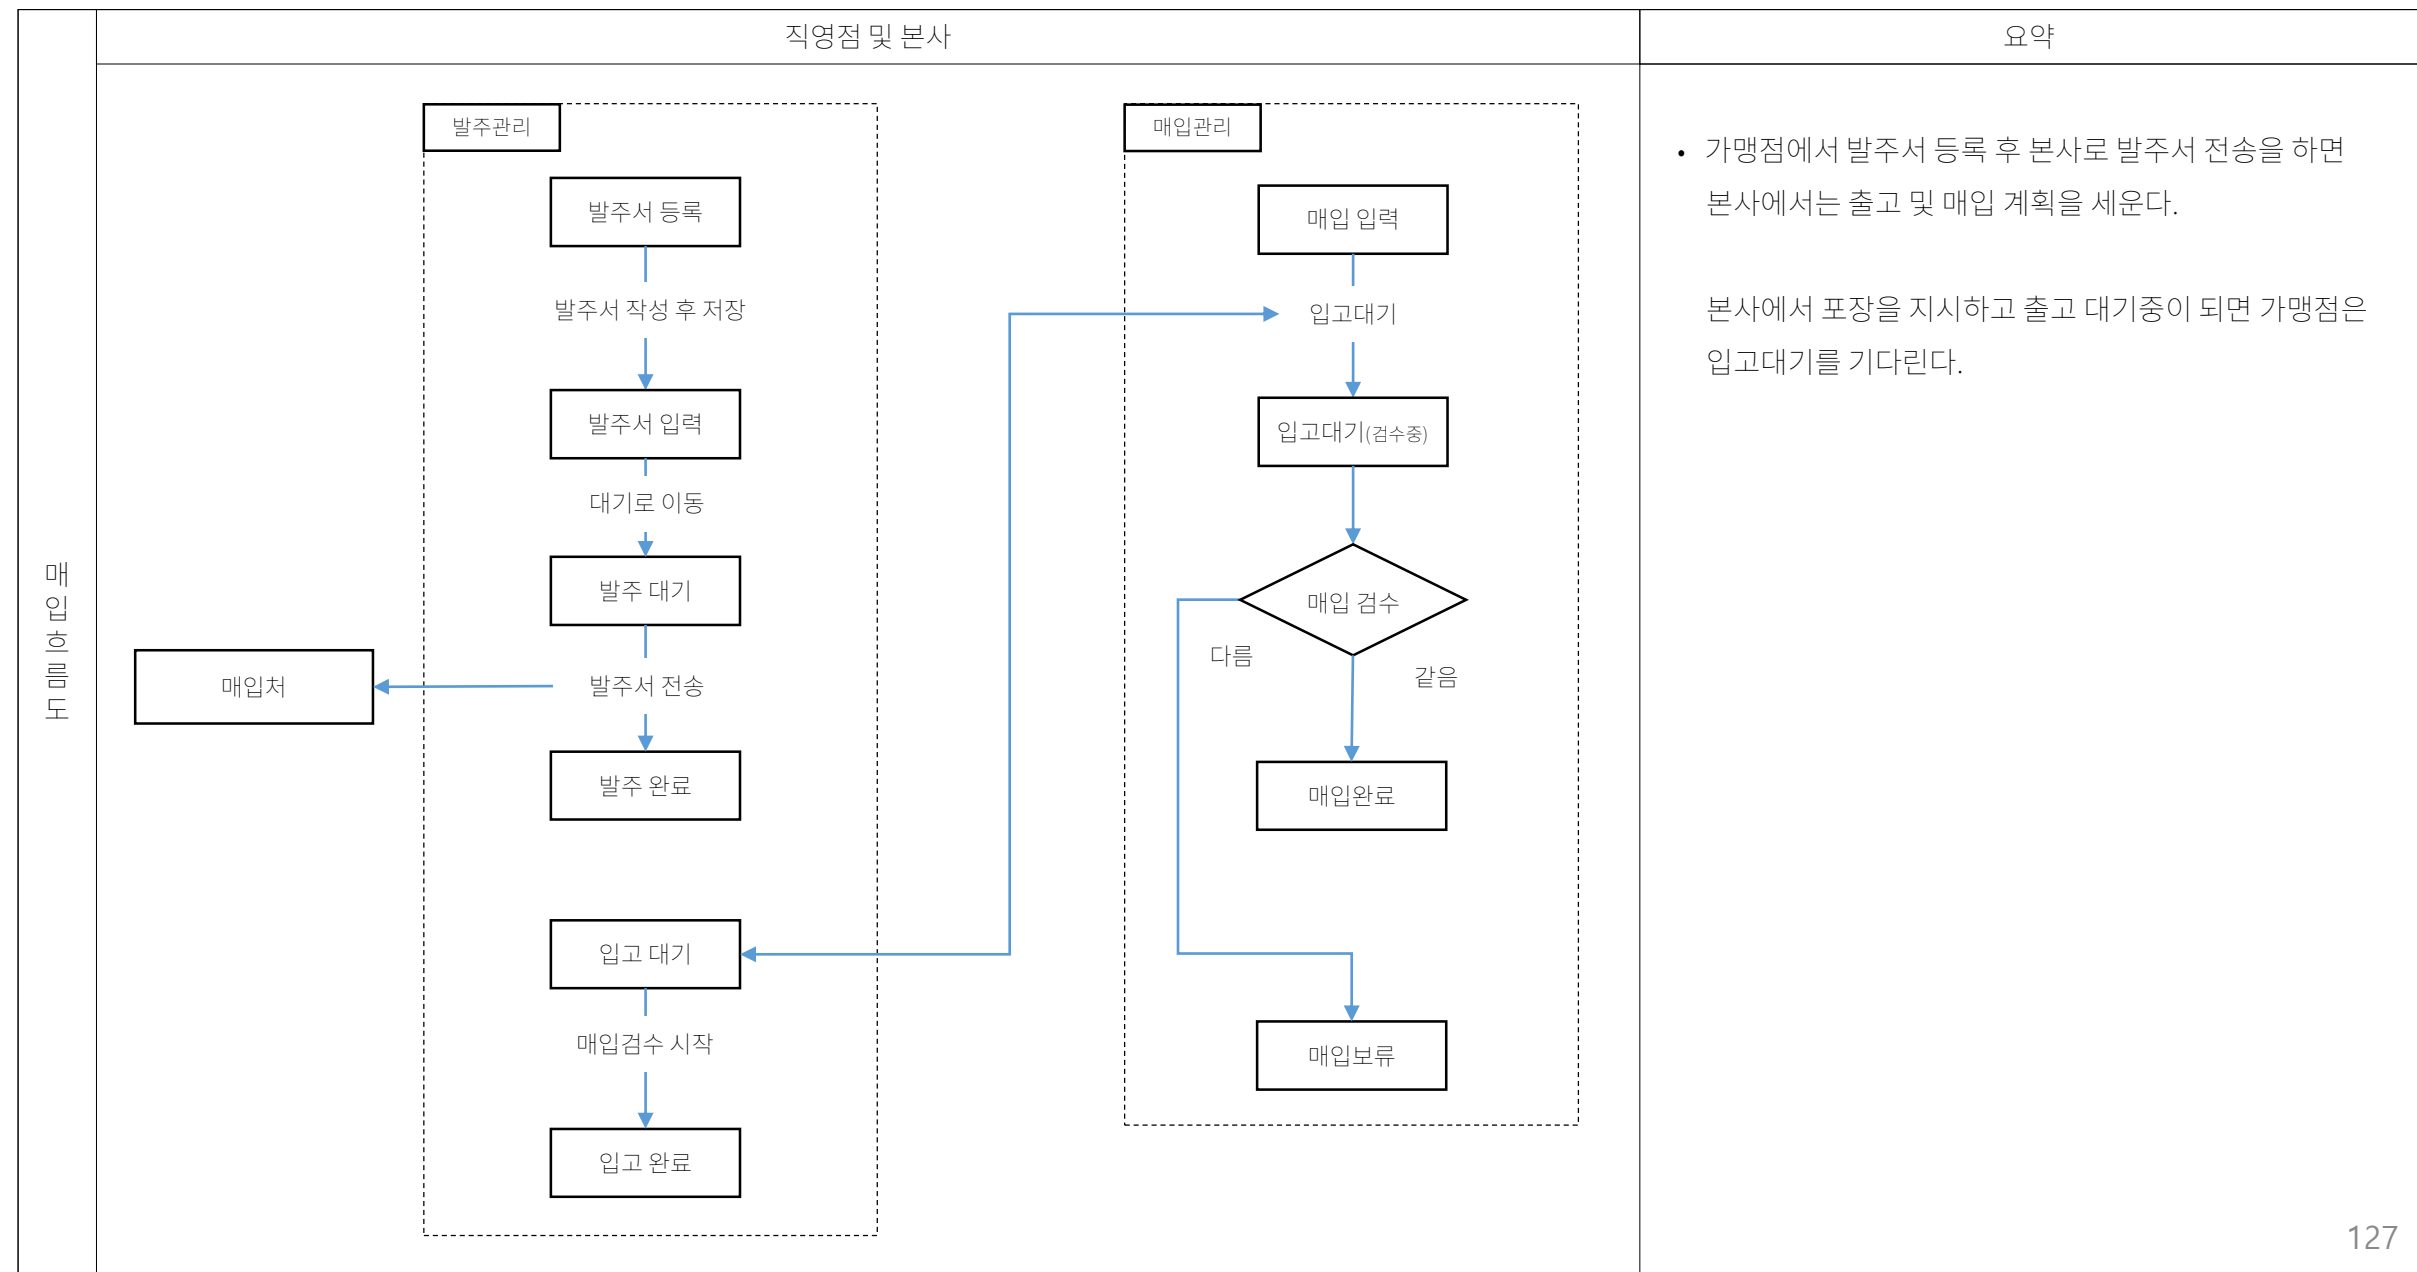 직영점 및 본사
요약
매입흐름도
발주관리
발주서 등록
발주서 작성 후 저장
발주서 입력
대기로 이동
발주 대기
매입처
발주서 전송
발주 완료
입고 대기
매입검수 시작
입고 완료
매입관리
매입 입력
입고대기
입고대기(검수중)
매입 검수
다름
같음
매입완료
매입보류
• 가맹점에서 발주서 등록 후 본사로 발주서 전송을 하면
본사에서는 출고 및 매입 계획을 세운다.
본사에서 포장을 지시하고 출고 대기중이 되면 가맹점은
입고대기를 기다린다.
127